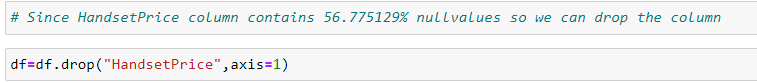 # Since HandsetPrice column contains 56.775129% nullvalues so we can drop the column
df=df.drop("HandsetPrice",axis=1)